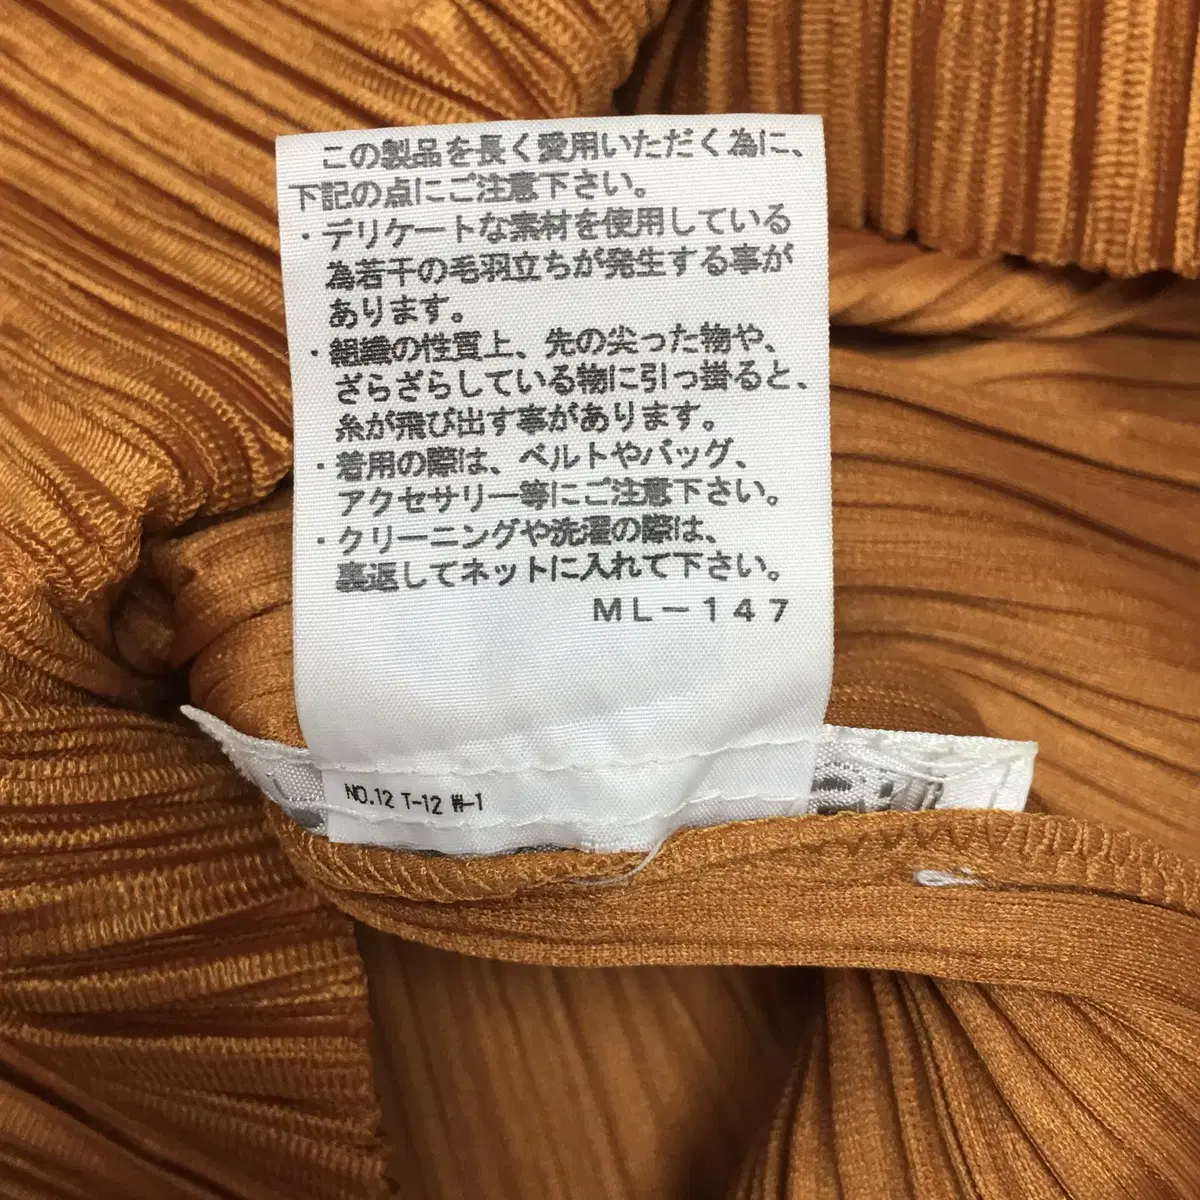 この製品を長く愛用いただく為に、
下記の点にご注意下さい。
・デリケートな素材を使用している
為若干の毛羽立ちが発生する事が
あります。
・組織の性質上、先の尖った物や、
ざらざらしている物に引っ掛ると、
糸が飛び出す事があります。
・着用の際は、ベルトやバッグ、
アクセサリー等にご注意下さい。
・クリーニングや洗濯の際は、
裏返してネットに入れて下さい。
ML-147
NO.12 T-12 #-1